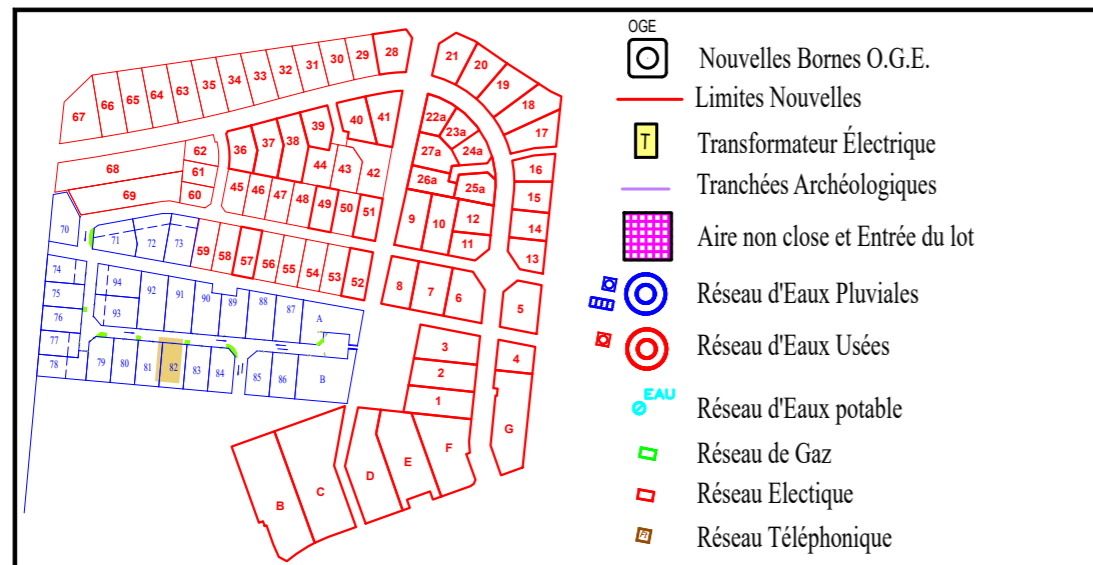 67 66 65 64 63 35 34 33 32 31 30 29 28
21 20 19 18 17
36 37 38 39 40 41
22a 23a 24a 27a 26a 25a
16 15 14 13
68 62 61 60 69
44 43 42
45 46 47 48 49 50 51
9 10 12 11
70 71 72 73
59 58 57 56 55 54 53 52
8 7 6 5
74 75 76 77 78
94 93 92 91 90 89 88 87 A
79 80 81 82 83 84 85 86 B
3 2 1 4 G
B C D E F
OGE
Nouvelles Bornes O.G.E.
Limites Nouvelles
T
Transformateur Électrique
Tranchées Archéologiques
Aire non close et Entrée du lot
Réseau d'Eaux Pluviales
Réseau d'Eaux Usées
EAU
Réseau d'Eaux potable
Réseau de Gaz
Réseau Electique
Réseau Téléphonique